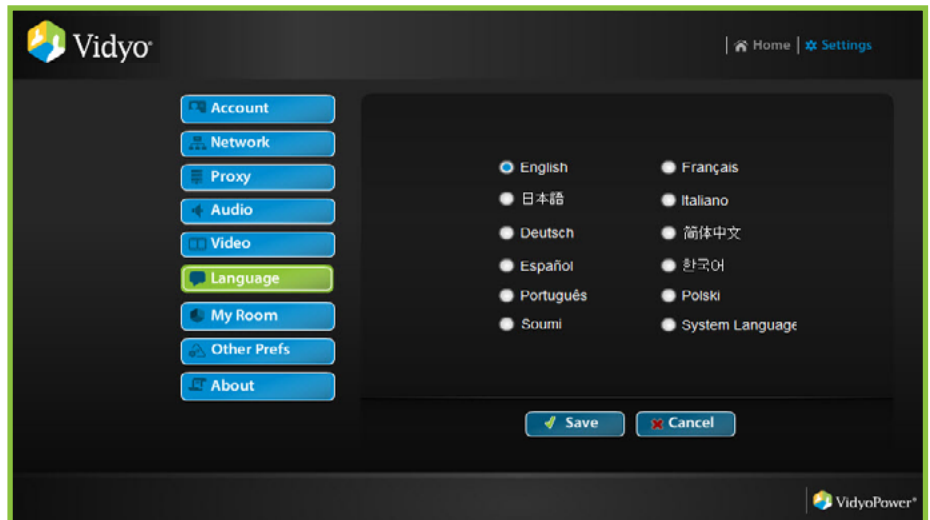 Vidyo®
Home Settings
Account
Network
Proxy
Audio
Video
Language
My Room
Other Prefs
About
English Français
日本語 Italiano
Deutsch 简体中文
Español 한국어
Português Polski
Soumi System Language
Save Cancel
VidyoPower®